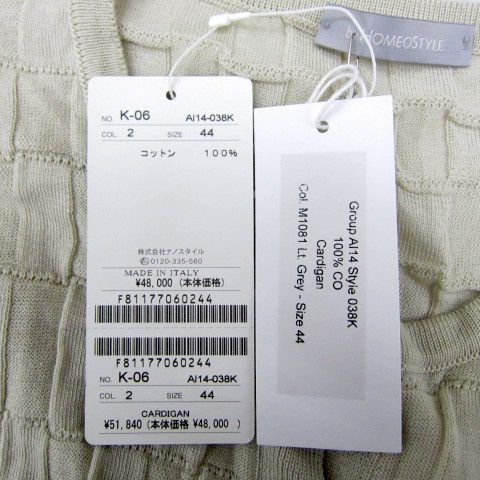 by HOMEOSTYLE
NO. K-06 AI14-038K
COL. 2 SIZE 44
コットン 100%
株式会社ナノスタイル
0120-335-560
MADE IN ITALY
¥48,000 (本体価格)
F81177060244
F81177060244
NO. K-06 AI14-038K
COL. 2 SIZE 44
CARDIGAN
¥51,840 (本体価格 ¥48,000 )
Group AI14 Style 038K
100% CO
Cardigan
Col. M1081 Lt. Grey - Size 44